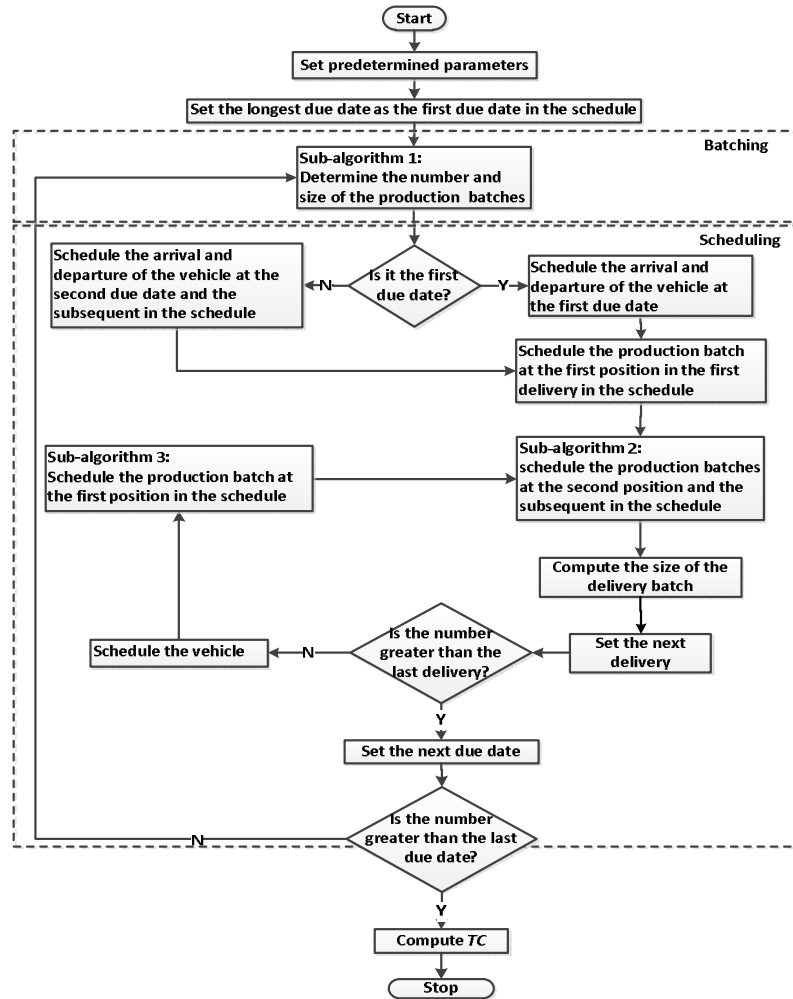 Start
Set predetermined parameters
Set the longest due date as the first due date in the schedule
Batching
Sub-algorithm 1:
Determine the number and
size of the production batches
Scheduling
Schedule the arrival and
departure of the vehicle at the
second due date and the
subsequent in the schedule
N
Is it the first
due date?
Y
Schedule the arrival and
departure of the vehicle at
the first due date
Schedule the production batch
at the first position in the first
delivery in the schedule
Sub-algorithm 3:
Schedule the production batch at
the first position in the schedule
Sub-algorithm 2:
schedule the production batches
at the second position and the
subsequent in the schedule
Compute the size of the
delivery batch
Schedule the vehicle
N
Is the number
greater than the
last delivery?
Set the next
delivery
Y
Set the next due date
Is the number
greater than the last
due date?
N
Y
Compute TC
Stop